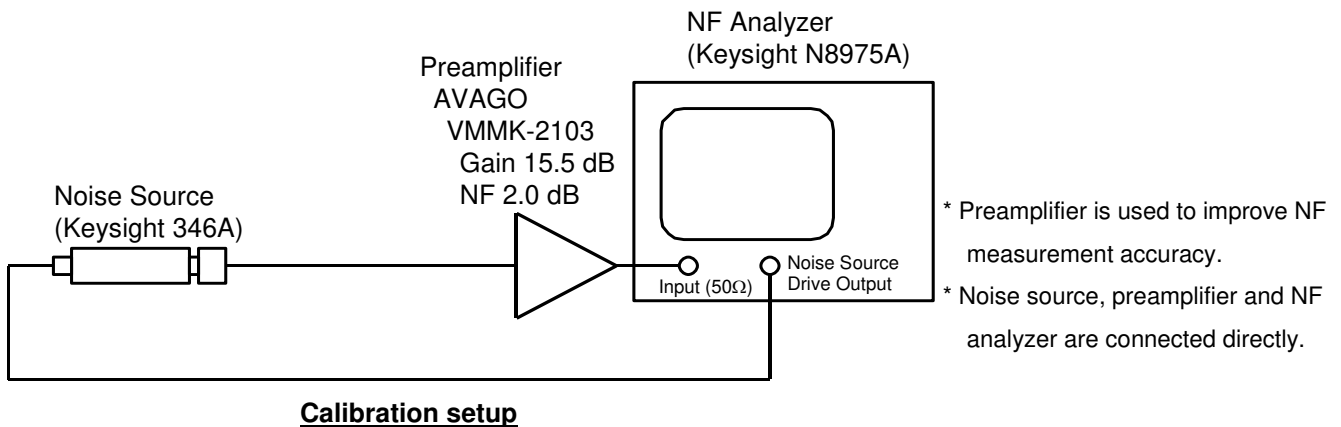 NF Analyzer
(Keysight N8975A)
Preamplifier
AVAGO
VMMK-2103
Gain 15.5 dB
NF 2.0 dB
Noise Source
(Keysight 346A)
Input (50Ω)
Noise Source
Drive Output
* Preamplifier is used to improve NF
measurement accuracy.
* Noise source, preamplifier and NF
analyzer are connected directly.
Calibration setup